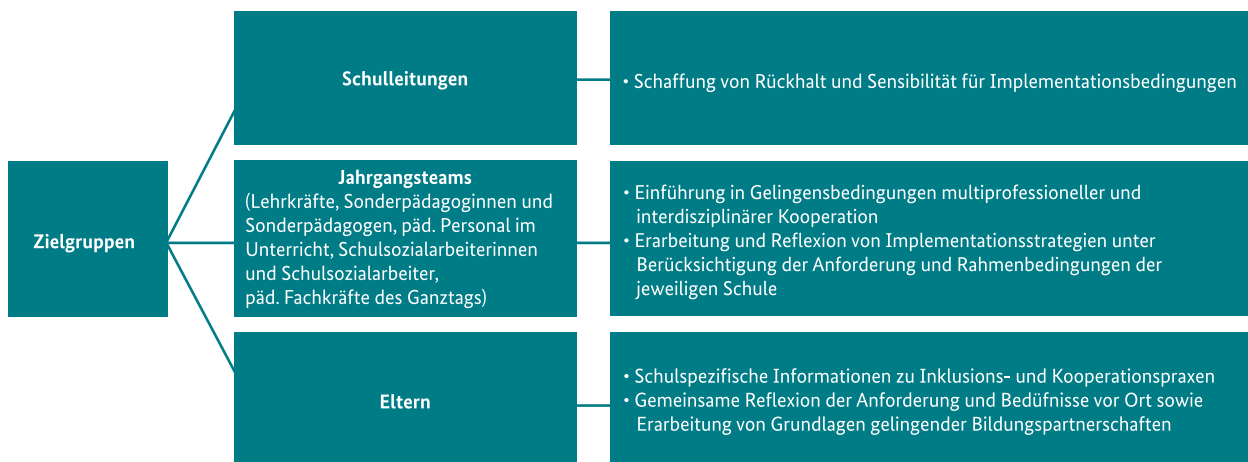 Zielgruppen
Schulleitungen
• Schaffung von Rückhalt und Sensibilität für Implementationsbedingungen
Jahrgangsteams
(Lehrkräfte, Sonderpädagoginnen und
Sonderpädagogen, päd. Personal im
Unterricht, Schulsozialarbeiterinnen
und Schulsozialarbeiter,
päd. Fachkräfte des Ganztags)
• Einführung in Gelingensbedingungen multiprofessioneller und
interdisziplinärer Kooperation
• Erarbeitung und Reflexion von Implementationsstrategien unter
Berücksichtigung der Anforderung und Rahmenbedingungen der
jeweiligen Schule
Eltern
• Schulspezifische Informationen zu Inklusions- und Kooperationspraxen
• Gemeinsame Reflexion der Anforderung und Bedüfnisse vor Ort sowie
Erarbeitung von Grundlagen gelingender Bildungspartnerschaften